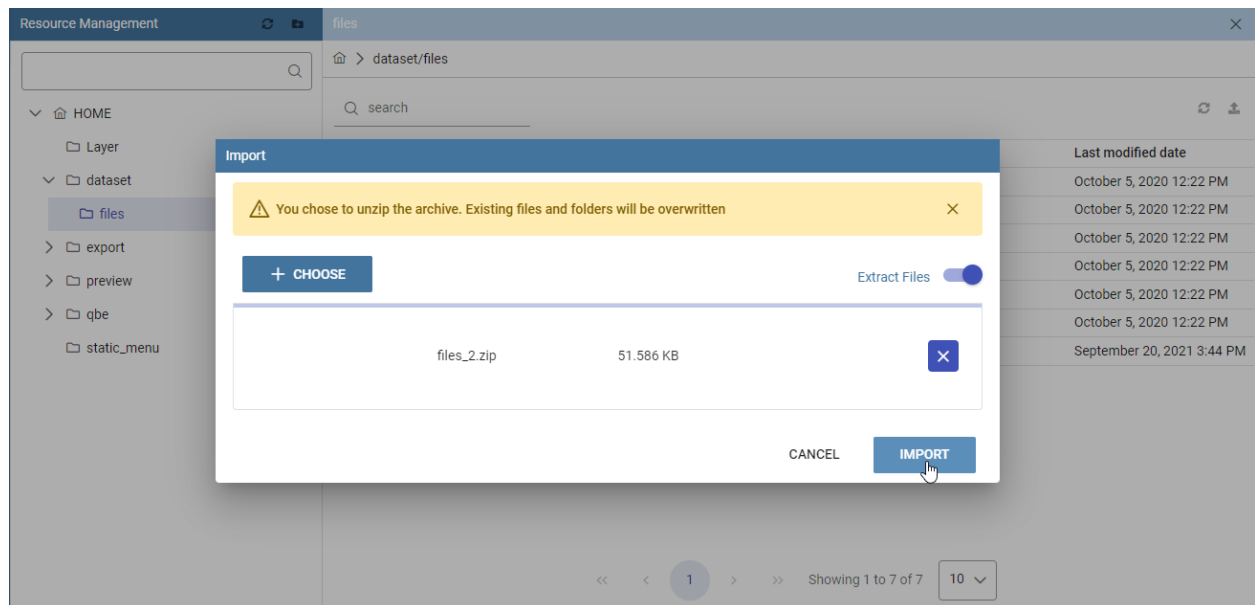 Resource Management
files
dataset/files
search
HOME
Layer
dataset
files
export
preview
qbe
static_menu
Import
You chose to unzip the archive. Existing files and folders will be overwritten
CHOOSE
Extract Files
files_2.zip 51.586 KB
CANCEL IMPORT
Last modified date
October 5, 2020 12:22 PM
October 5, 2020 12:22 PM
October 5, 2020 12:22 PM
October 5, 2020 12:22 PM
October 5, 2020 12:22 PM
October 5, 2020 12:22 PM
September 20, 2021 3:44 PM
1 Showing 1 to 7 of 7 10